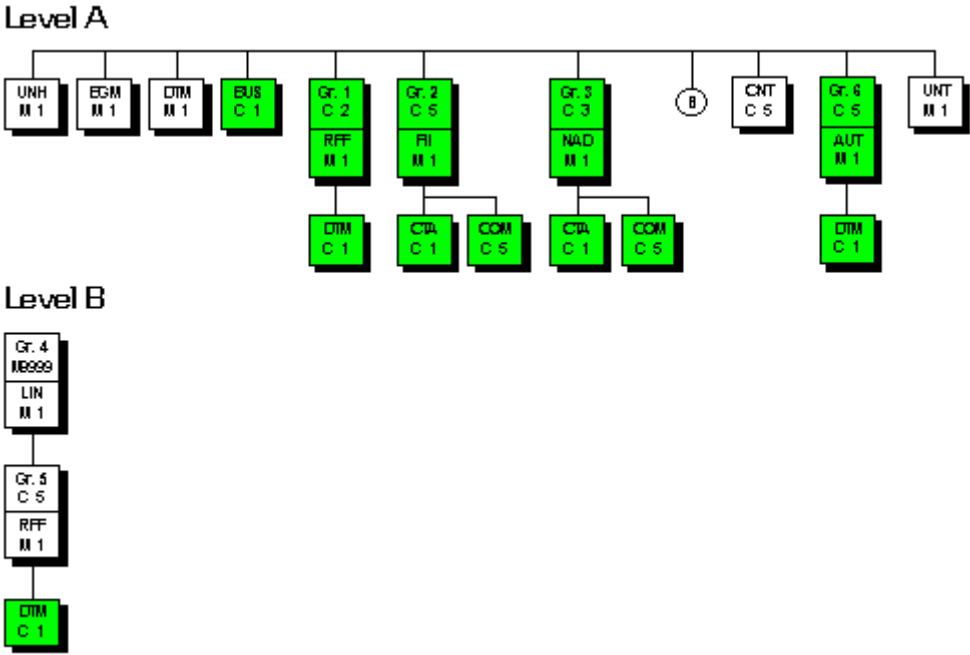 Level A
UNH
M 1
BGM
M 1
DTM
M 1
BUS
C 1
Gr. 1
C 2
RFF
M 1
DTM
C 1
Gr. 2
C 5
FII
M 1
CTA
C 1
COM
C 5
Gr. 3
C 3
NAD
M 1
CTA
C 1
COM
C 5
B
CNT
C 5
Gr. 6
C 5
AUT
M 1
DTM
C 1
UNT
M 1
Level B
Gr. 4
M9999
LIN
M 1
Gr. 5
C 5
RFF
M 1
DTM
C 1